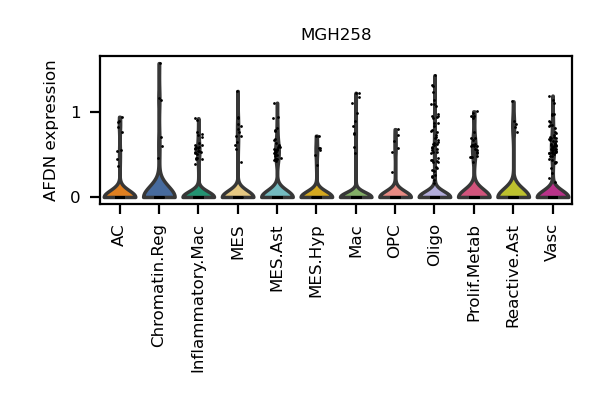 MGH258
AFDN expression
1
0
AC
Chromatin.Reg
Inflammatory.Mac
MES
MES.Ast
MES.Hyp
Mac
OPC
Oligo
Prolif.Metab
Reactive.Ast
Vasc